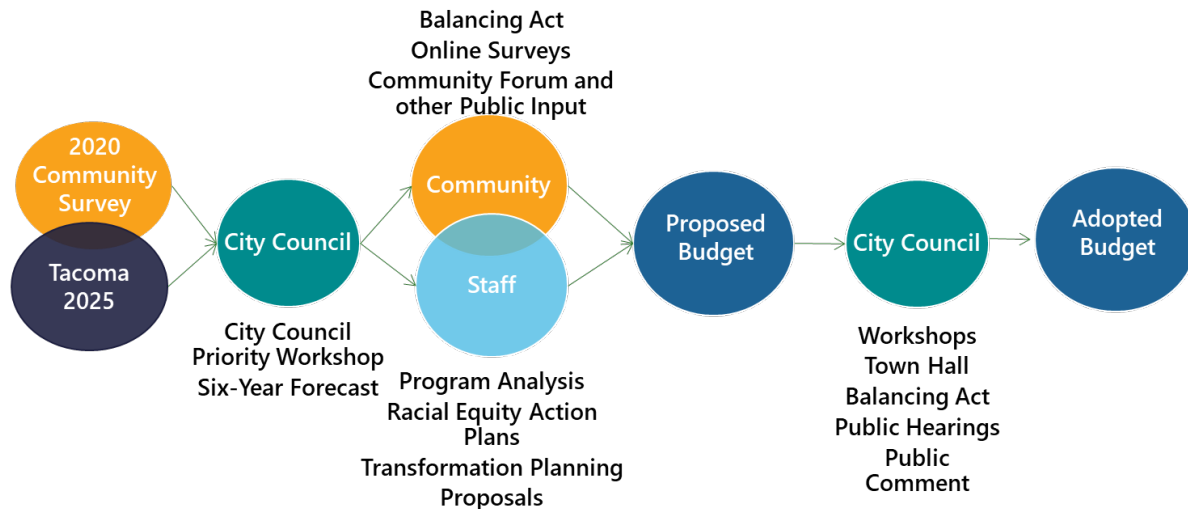 2020
Community
Survey
Tacoma
2025
City Council
City Council
Priority Workshop
Six-Year Forecast
Balancing Act
Online Surveys
Community Forum and
other Public Input
Community
Staff
Program Analysis
Racial Equity Action
Plans
Transformation Planning
Proposals
Proposed
Budget
City Council
Workshops
Town Hall
Balancing Act
Public Hearings
Public
Comment
Adopted
Budget